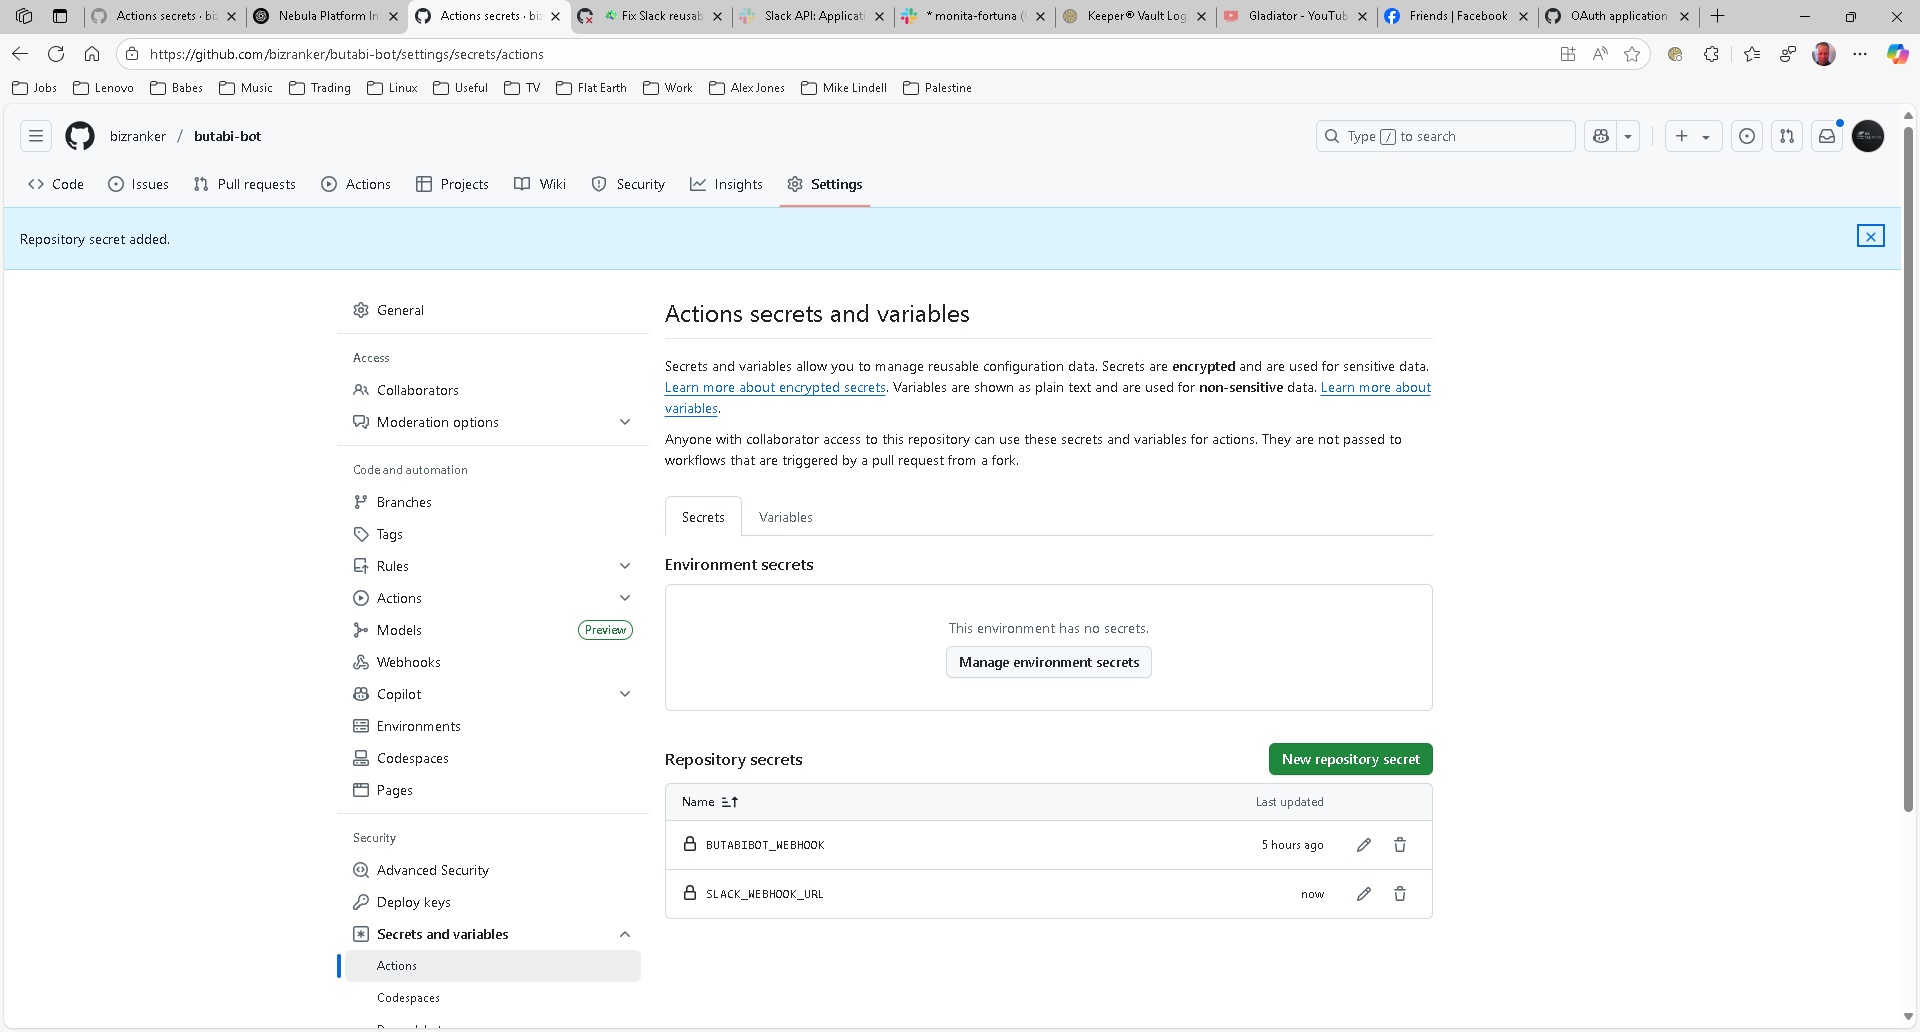 Actions secrets · biz
Nebula Platform In
Actions secrets · biz
Fix Slack reusab
Slack API: Applicati
* monita-fortuna (
Keeper® Vault Log
Gladiator - YouTub
Friends | Facebook
OAuth application
https://github.com/bizranker/butabi-bot/settings/secrets/actions
Jobs
Lenovo
Babes
Music
Trading
Linux
Useful
TV
Flat Earth
Work
Alex Jones
Mike Lindell
Palestine
bizranker / butabi-bot
Type / to search
Code
Issues
Pull requests
Actions
Projects
Wiki
Security
Insights
Settings
Repository secret added.
General
Access
Collaborators
Moderation options
Code and automation
Branches
Tags
Rules
Actions
Models
Preview
Webhooks
Copilot
Environments
Codespaces
Pages
Security
Advanced Security
Deploy keys
Secrets and variables
Actions
Codespaces
Actions secrets and variables
Secrets and variables allow you to manage reusable configuration data. Secrets are encrypted and are used for sensitive data.
Learn more about encrypted secrets. Variables are shown as plain text and are used for non-sensitive data. Learn more about
variables.
Anyone with collaborator access to this repository can use these secrets and variables for actions. They are not passed to
workflows that are triggered by a pull request from a fork.
Secrets
Variables
Environment secrets
This environment has no secrets.
Manage environment secrets
Repository secrets
New repository secret
Name
Last updated
BUTABIBOT_WEBHOOK
5 hours ago
SLACK_WEBHOOK_URL
now